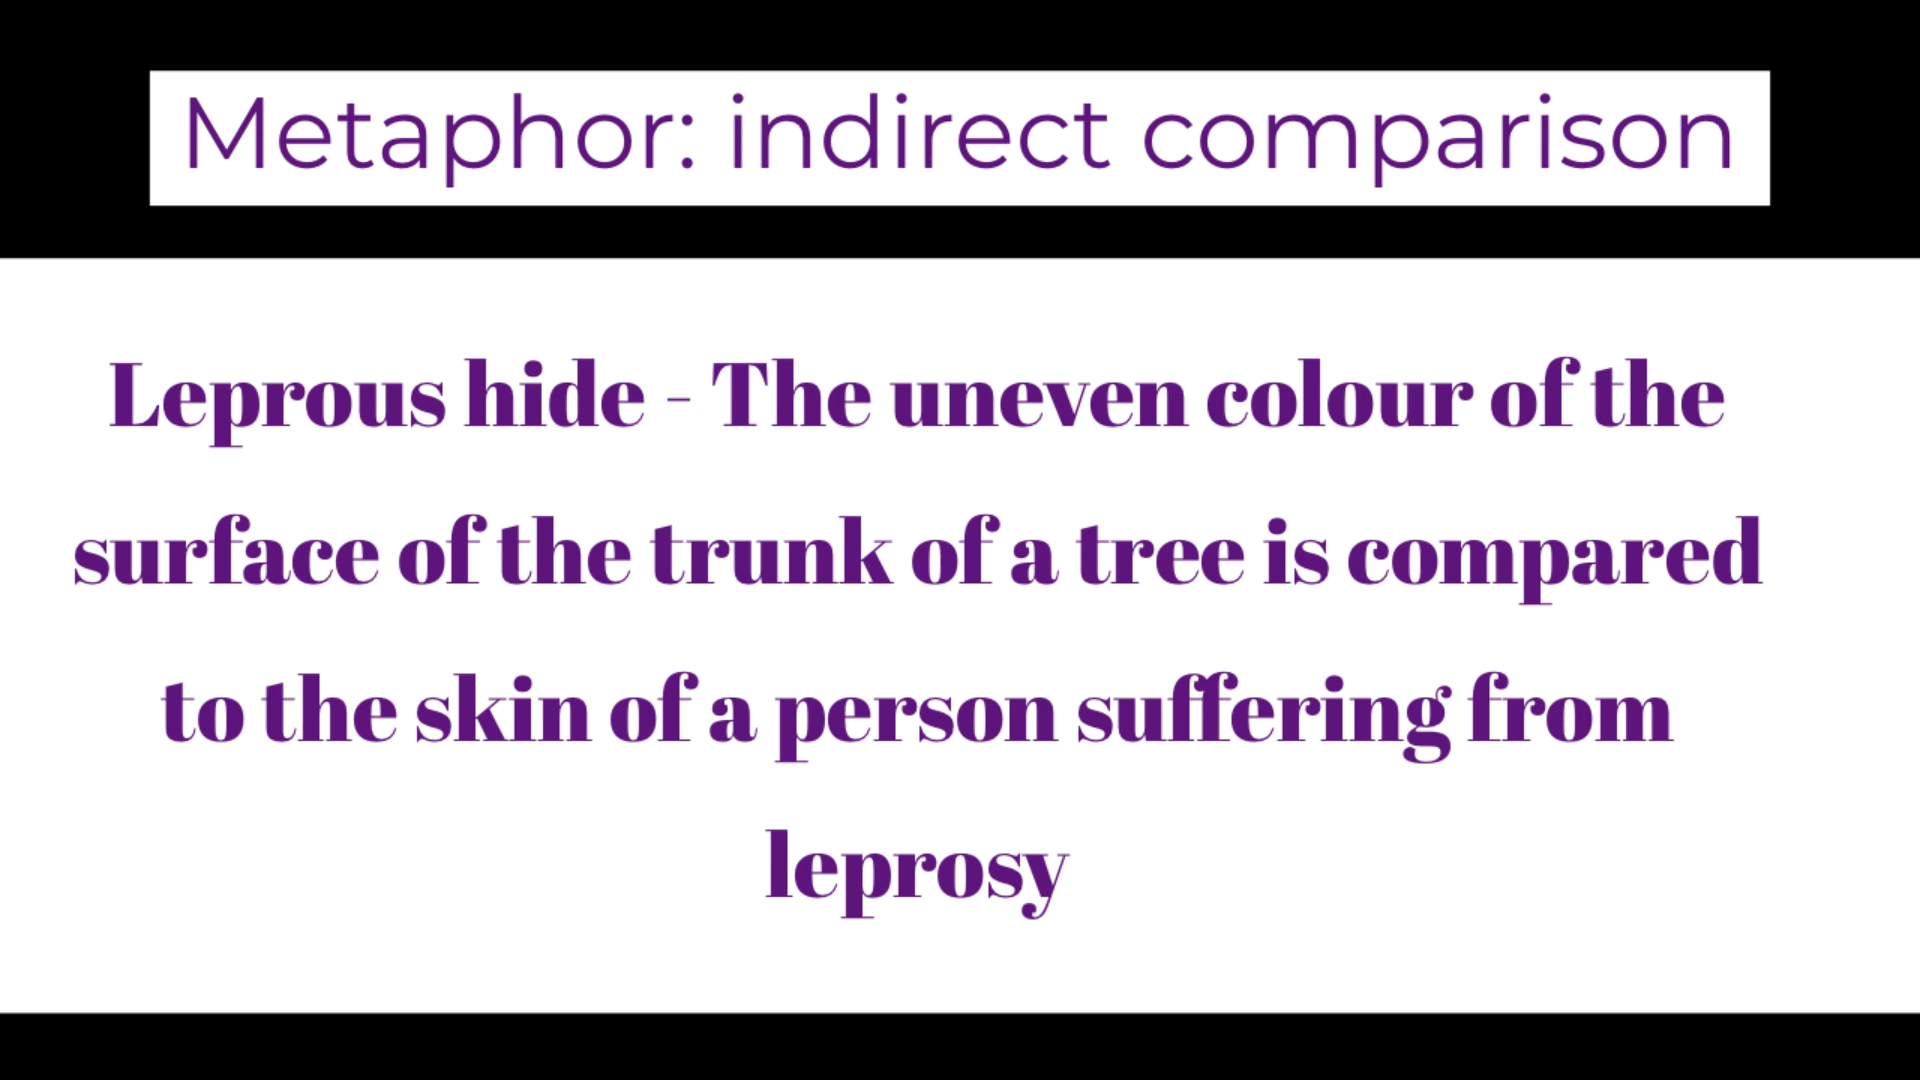 Metaphor: indirect comparison
Leprous hide - The uneven colour of the
surface of the trunk of a tree is compared
to the skin of a person suffering from
leprosy